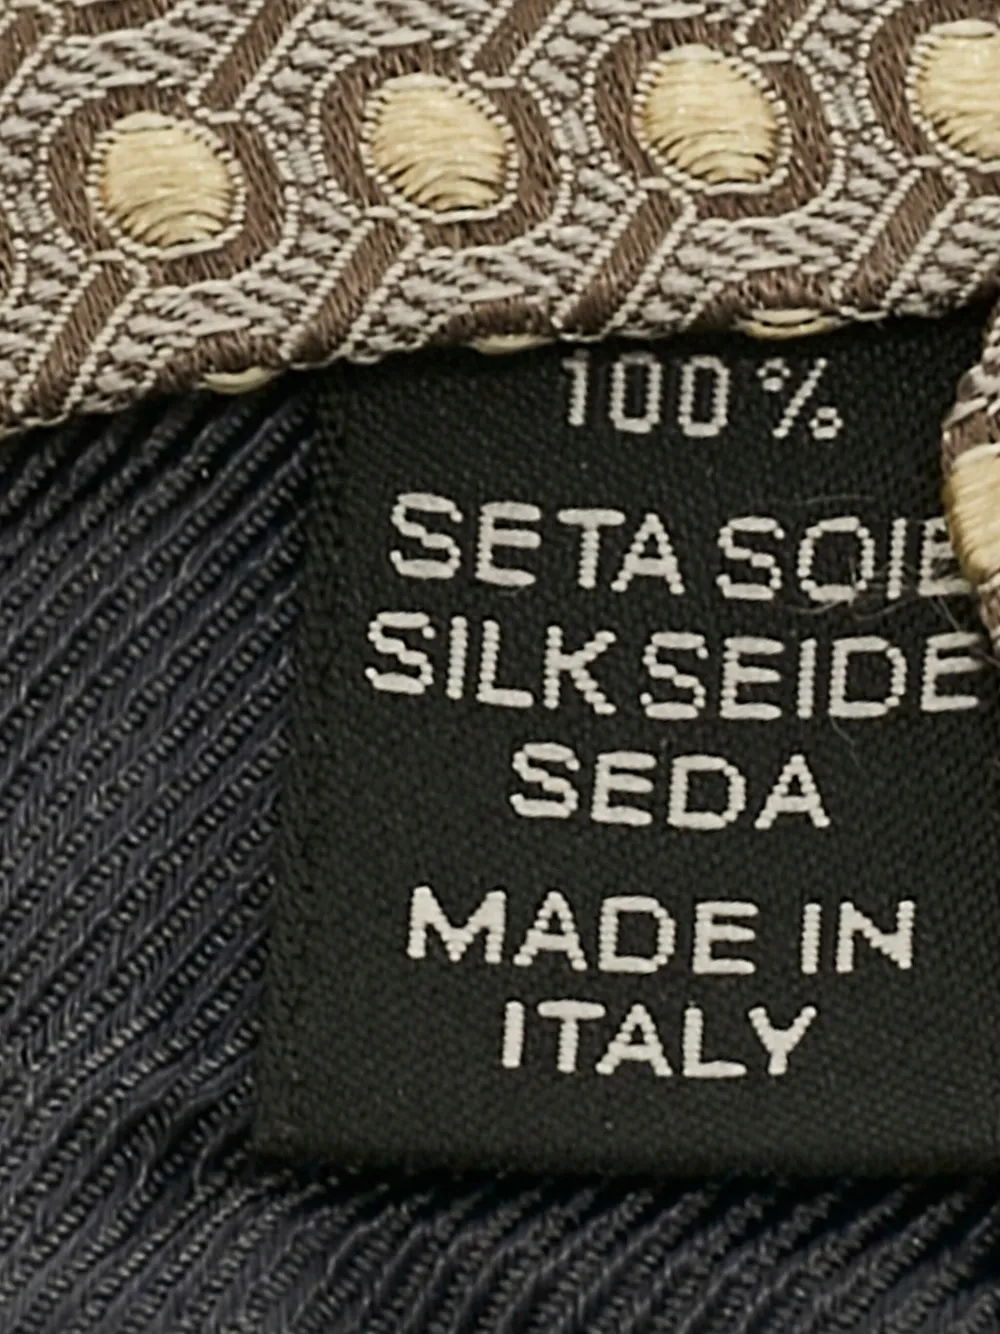 100%
SETA SOIE
SILK SEIDE
SEDA
MADE IN
ITALY